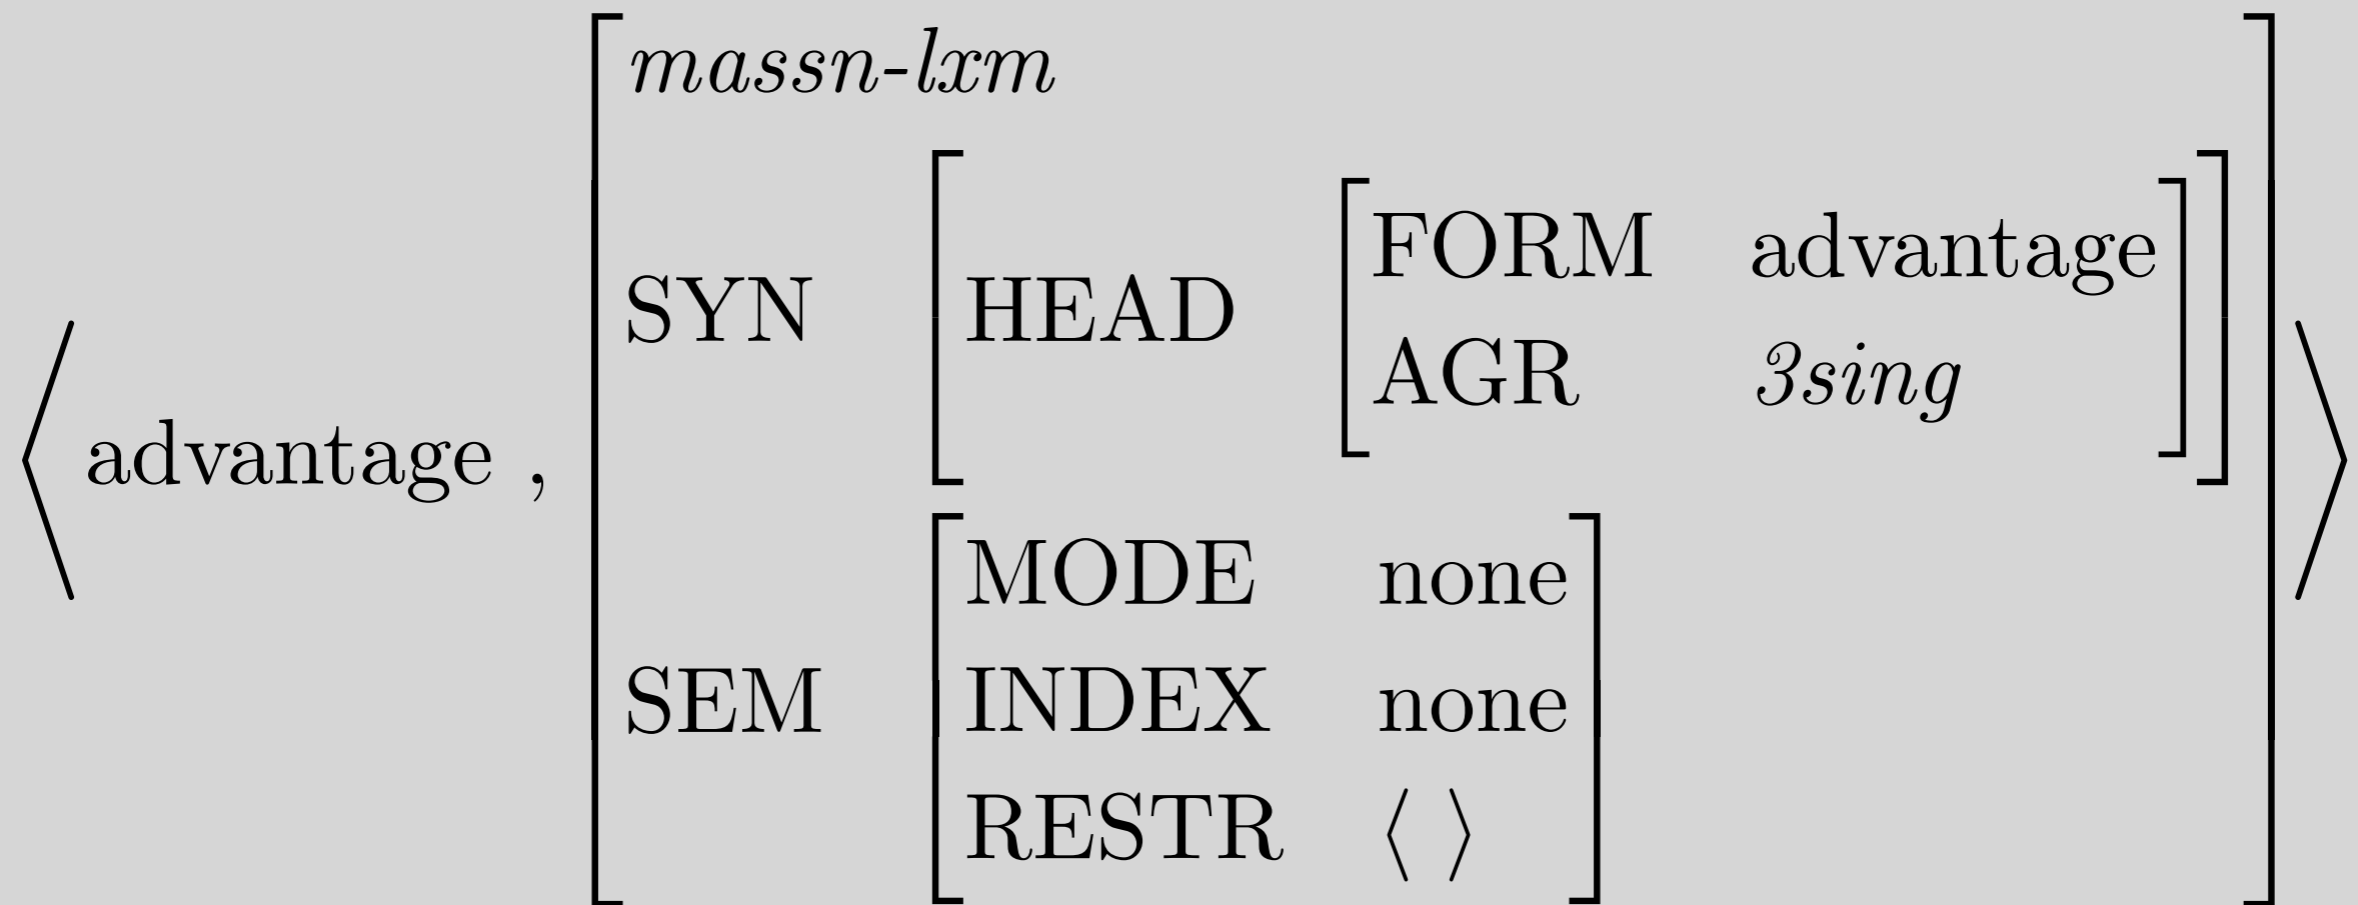 massn-lxm
FORM advantage
SYN HEAD
AGR 3sing
⟨ advantage ,
MODE none
SEM INDEX none
RESTR ⟨ ⟩ ⟩